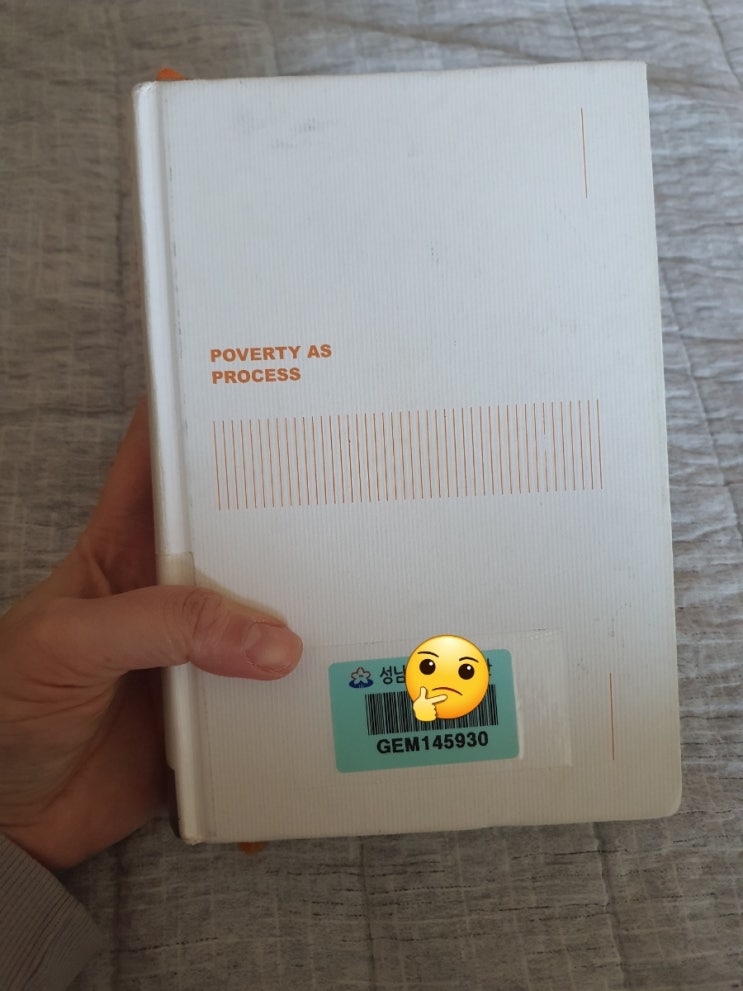 POVERTY AS
PROCESS
성남
GEM145930